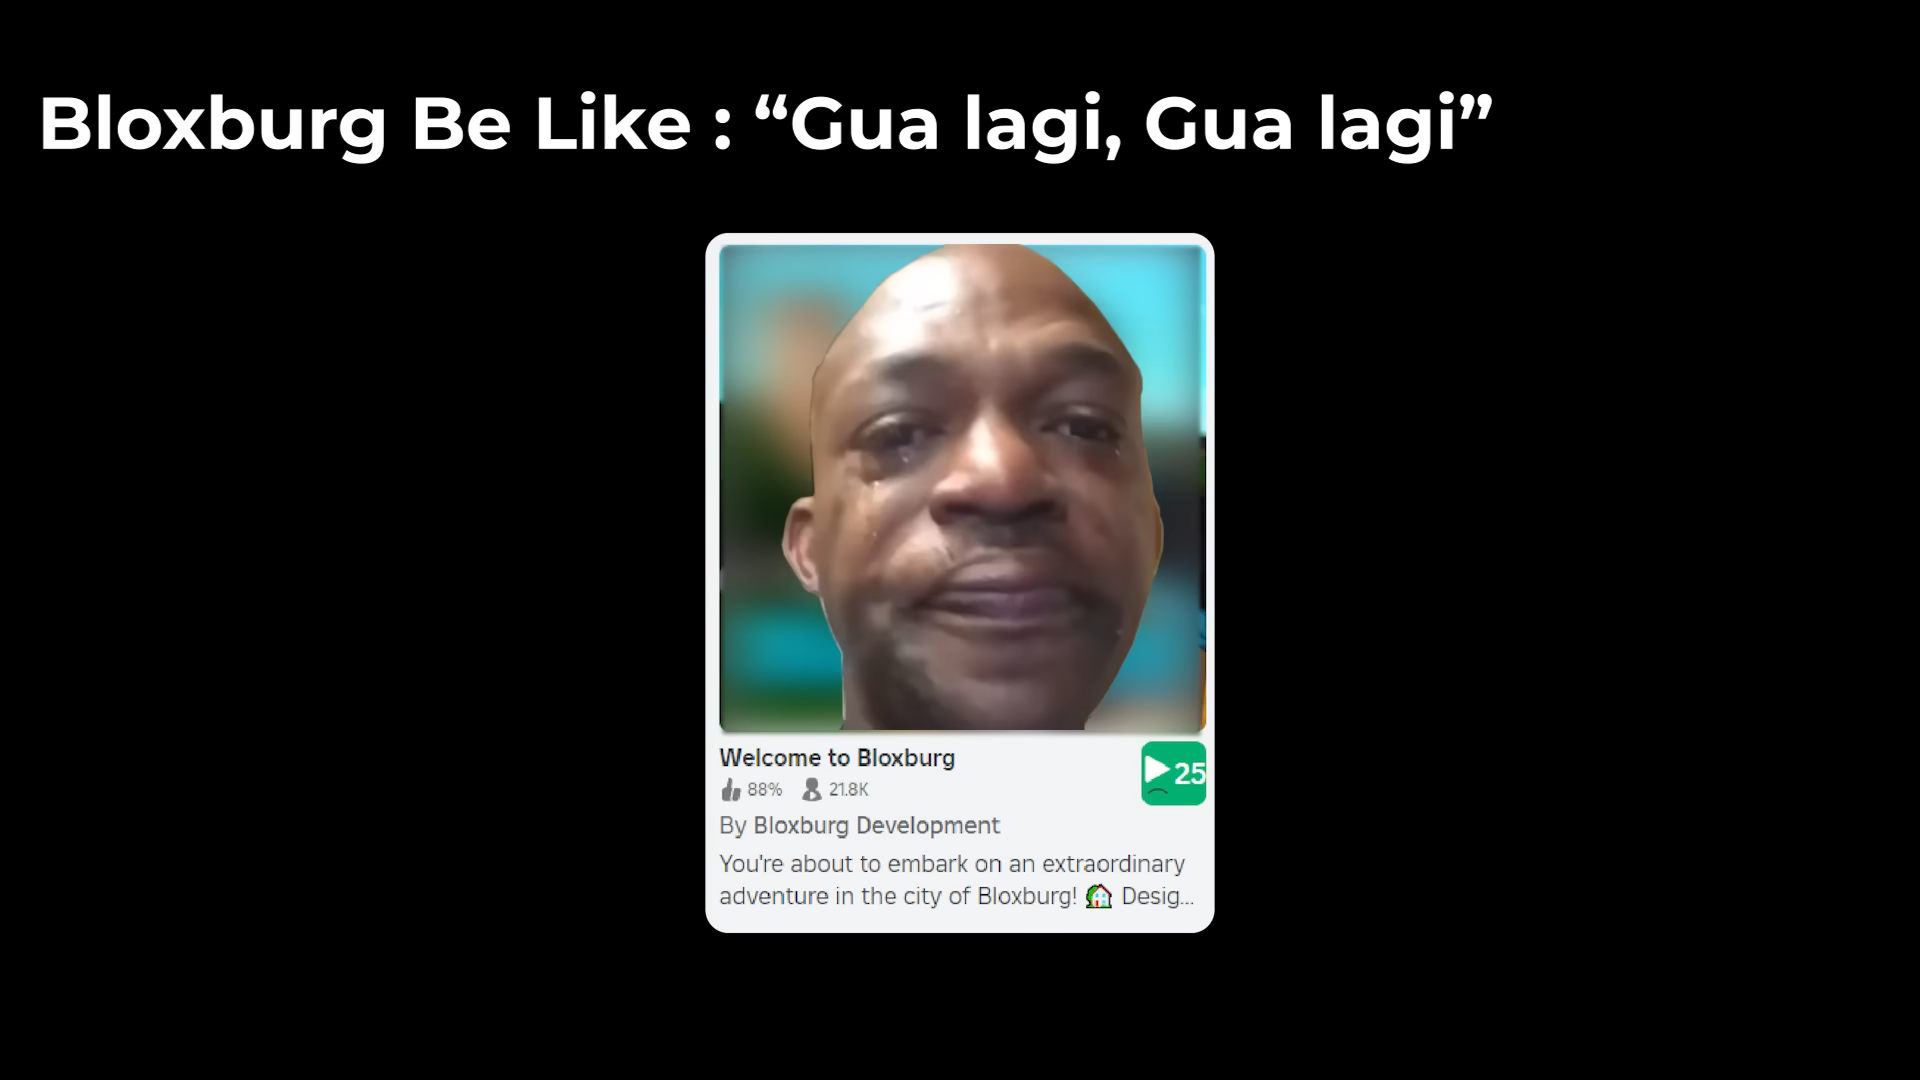 Bloxburg Be Like : “Gua lagi, Gua lagi”
Welcome to Bloxburg
88% 21.8K
25
By Bloxburg Development
You're about to embark on an extraordinary
adventure in the city of Bloxburg! 🏡 Desig...